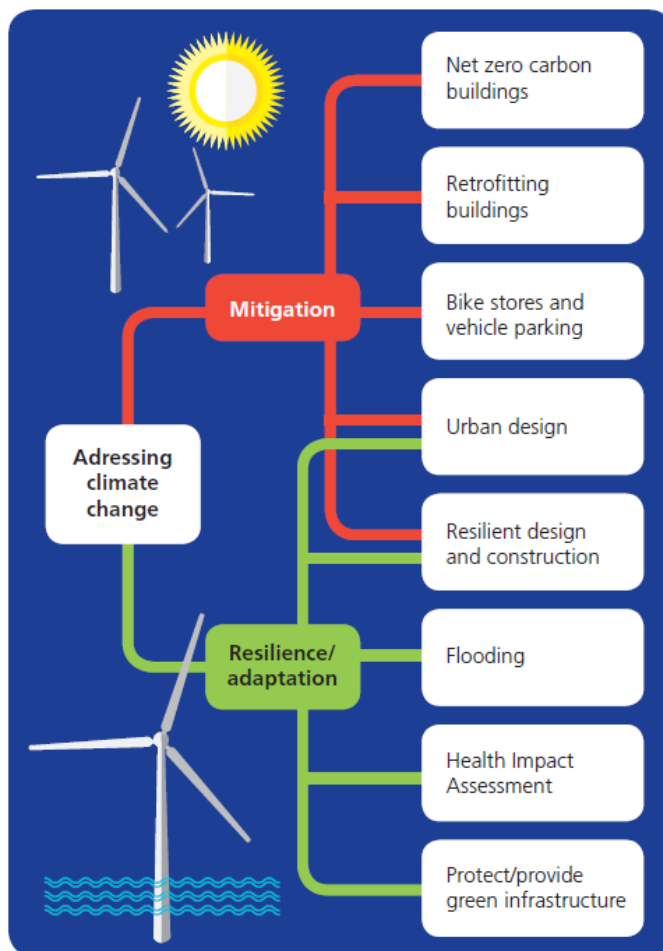 Net zero carbon
buildings
Retrofitting
buildings
Mitigation
Bike stores and
vehicle parking
Adressing
climate
change
Urban design
Resilient design
and construction
Resilience/
adaptation
Flooding
Health Impact
Assessment
Protect/provide
green infrastructure